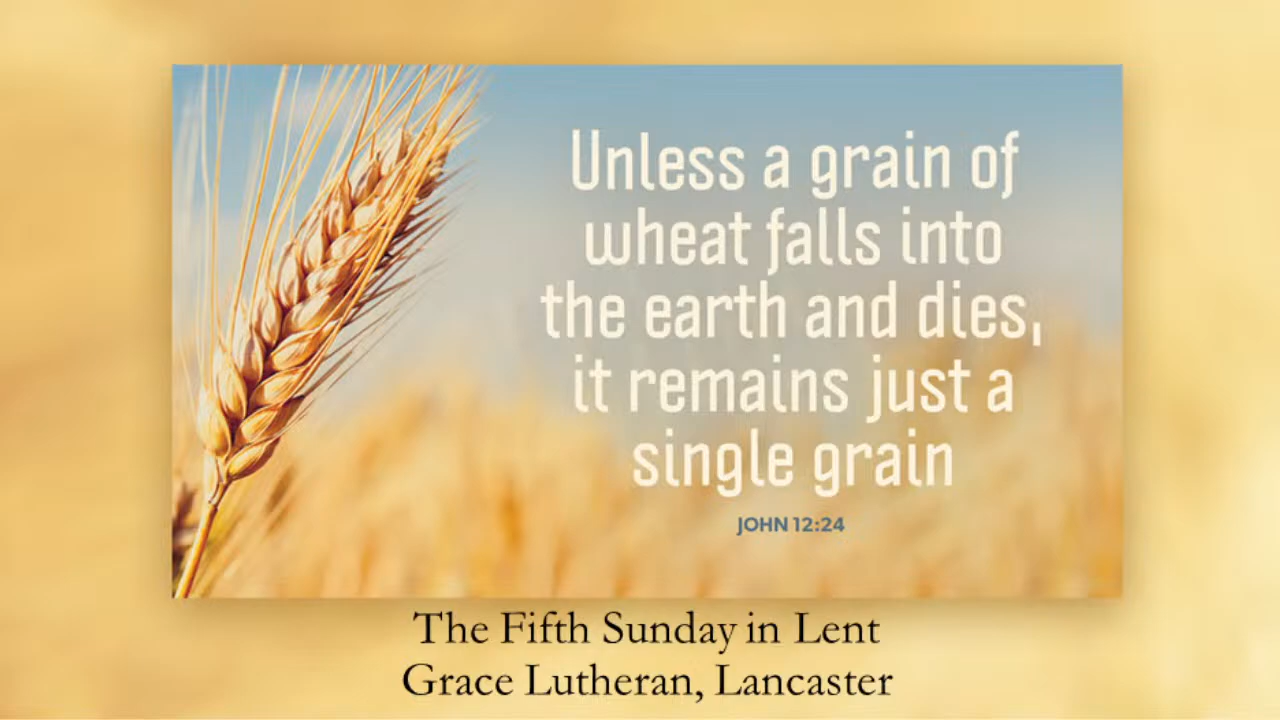 Unless a grain of
wheat falls into
the earth and dies,
it remains just a
single grain
JOHN 12:24
The Fifth Sunday in Lent
Grace Lutheran, Lancaster